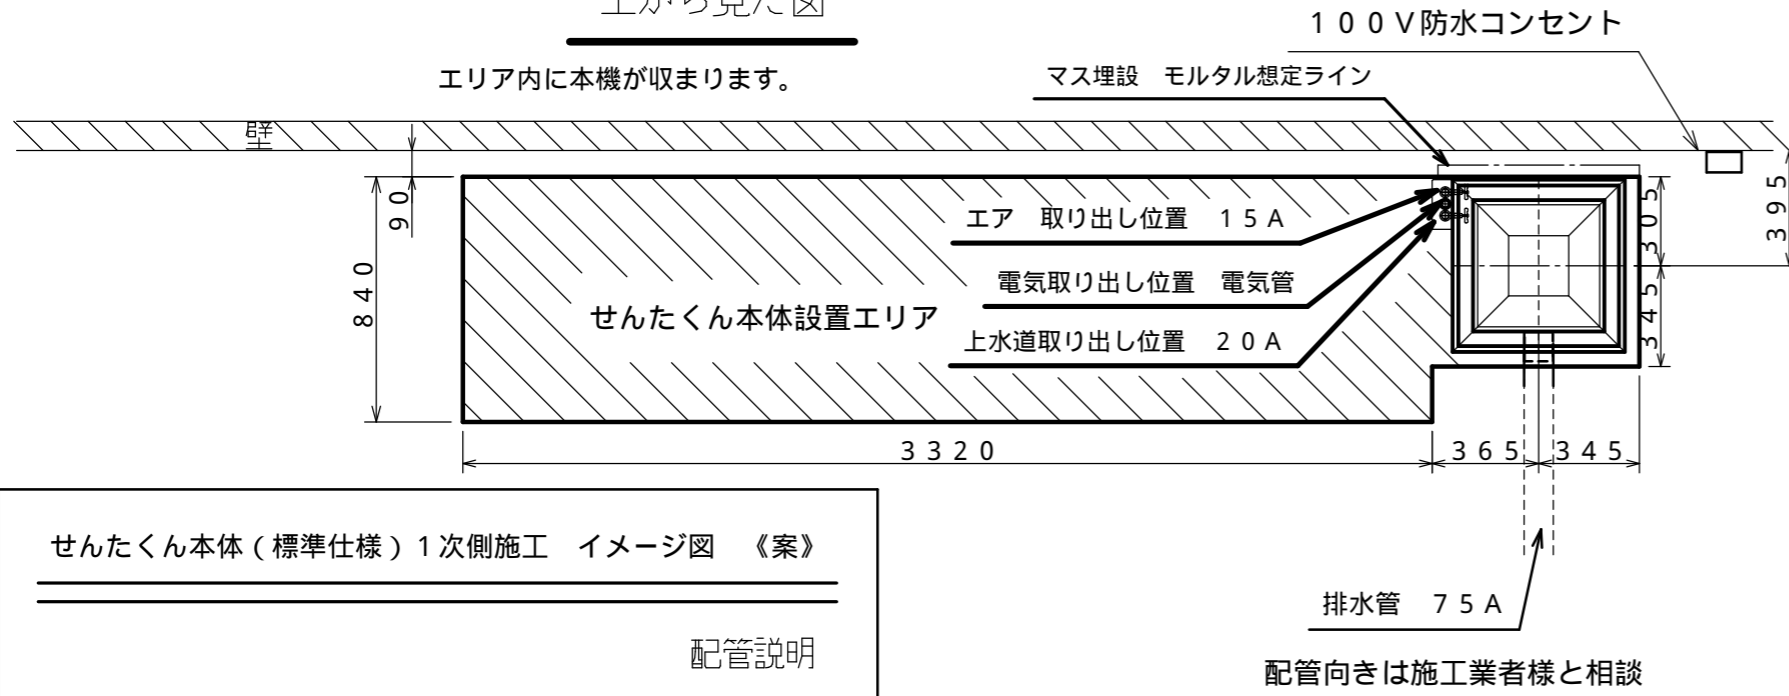 上から見た図
エリア内に本機が収まります。
100V防水コンセント
マス埋設 モルタル想定ライン
壁
90
840
エア 取り出し位置 15A
電気取り出し位置 電気管
せんたくん本体設置エリア
上水道取り出し位置 20A
305
395
345
3320
365
345
せんたくん本体(標準仕様)1次側施工 イメージ図 《案》
配管説明
排水管 75A
配管向きは施工業者様と相談